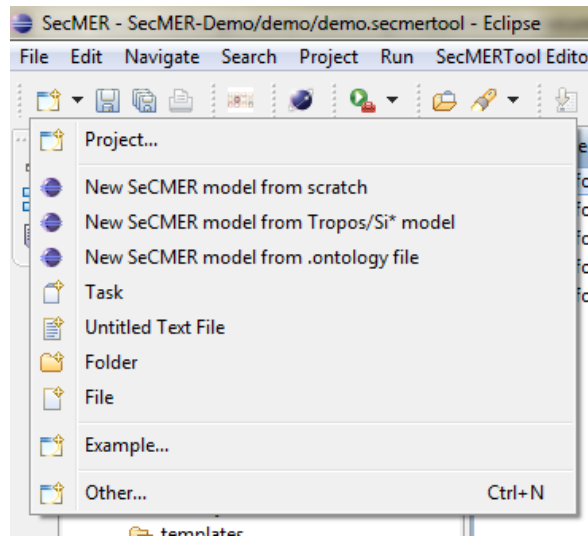 SecMER - SecMER-Demo/demo/demo.secmertool - Eclipse
File Edit Navigate Search Project Run SecMERTool Edito
Project...
New SeCMER model from scratch
New SeCMER model from Tropos/Si* model
New SeCMER model from .ontology file
Task
Untitled Text File
Folder
File
Example...
Other... Ctrl+N
templates